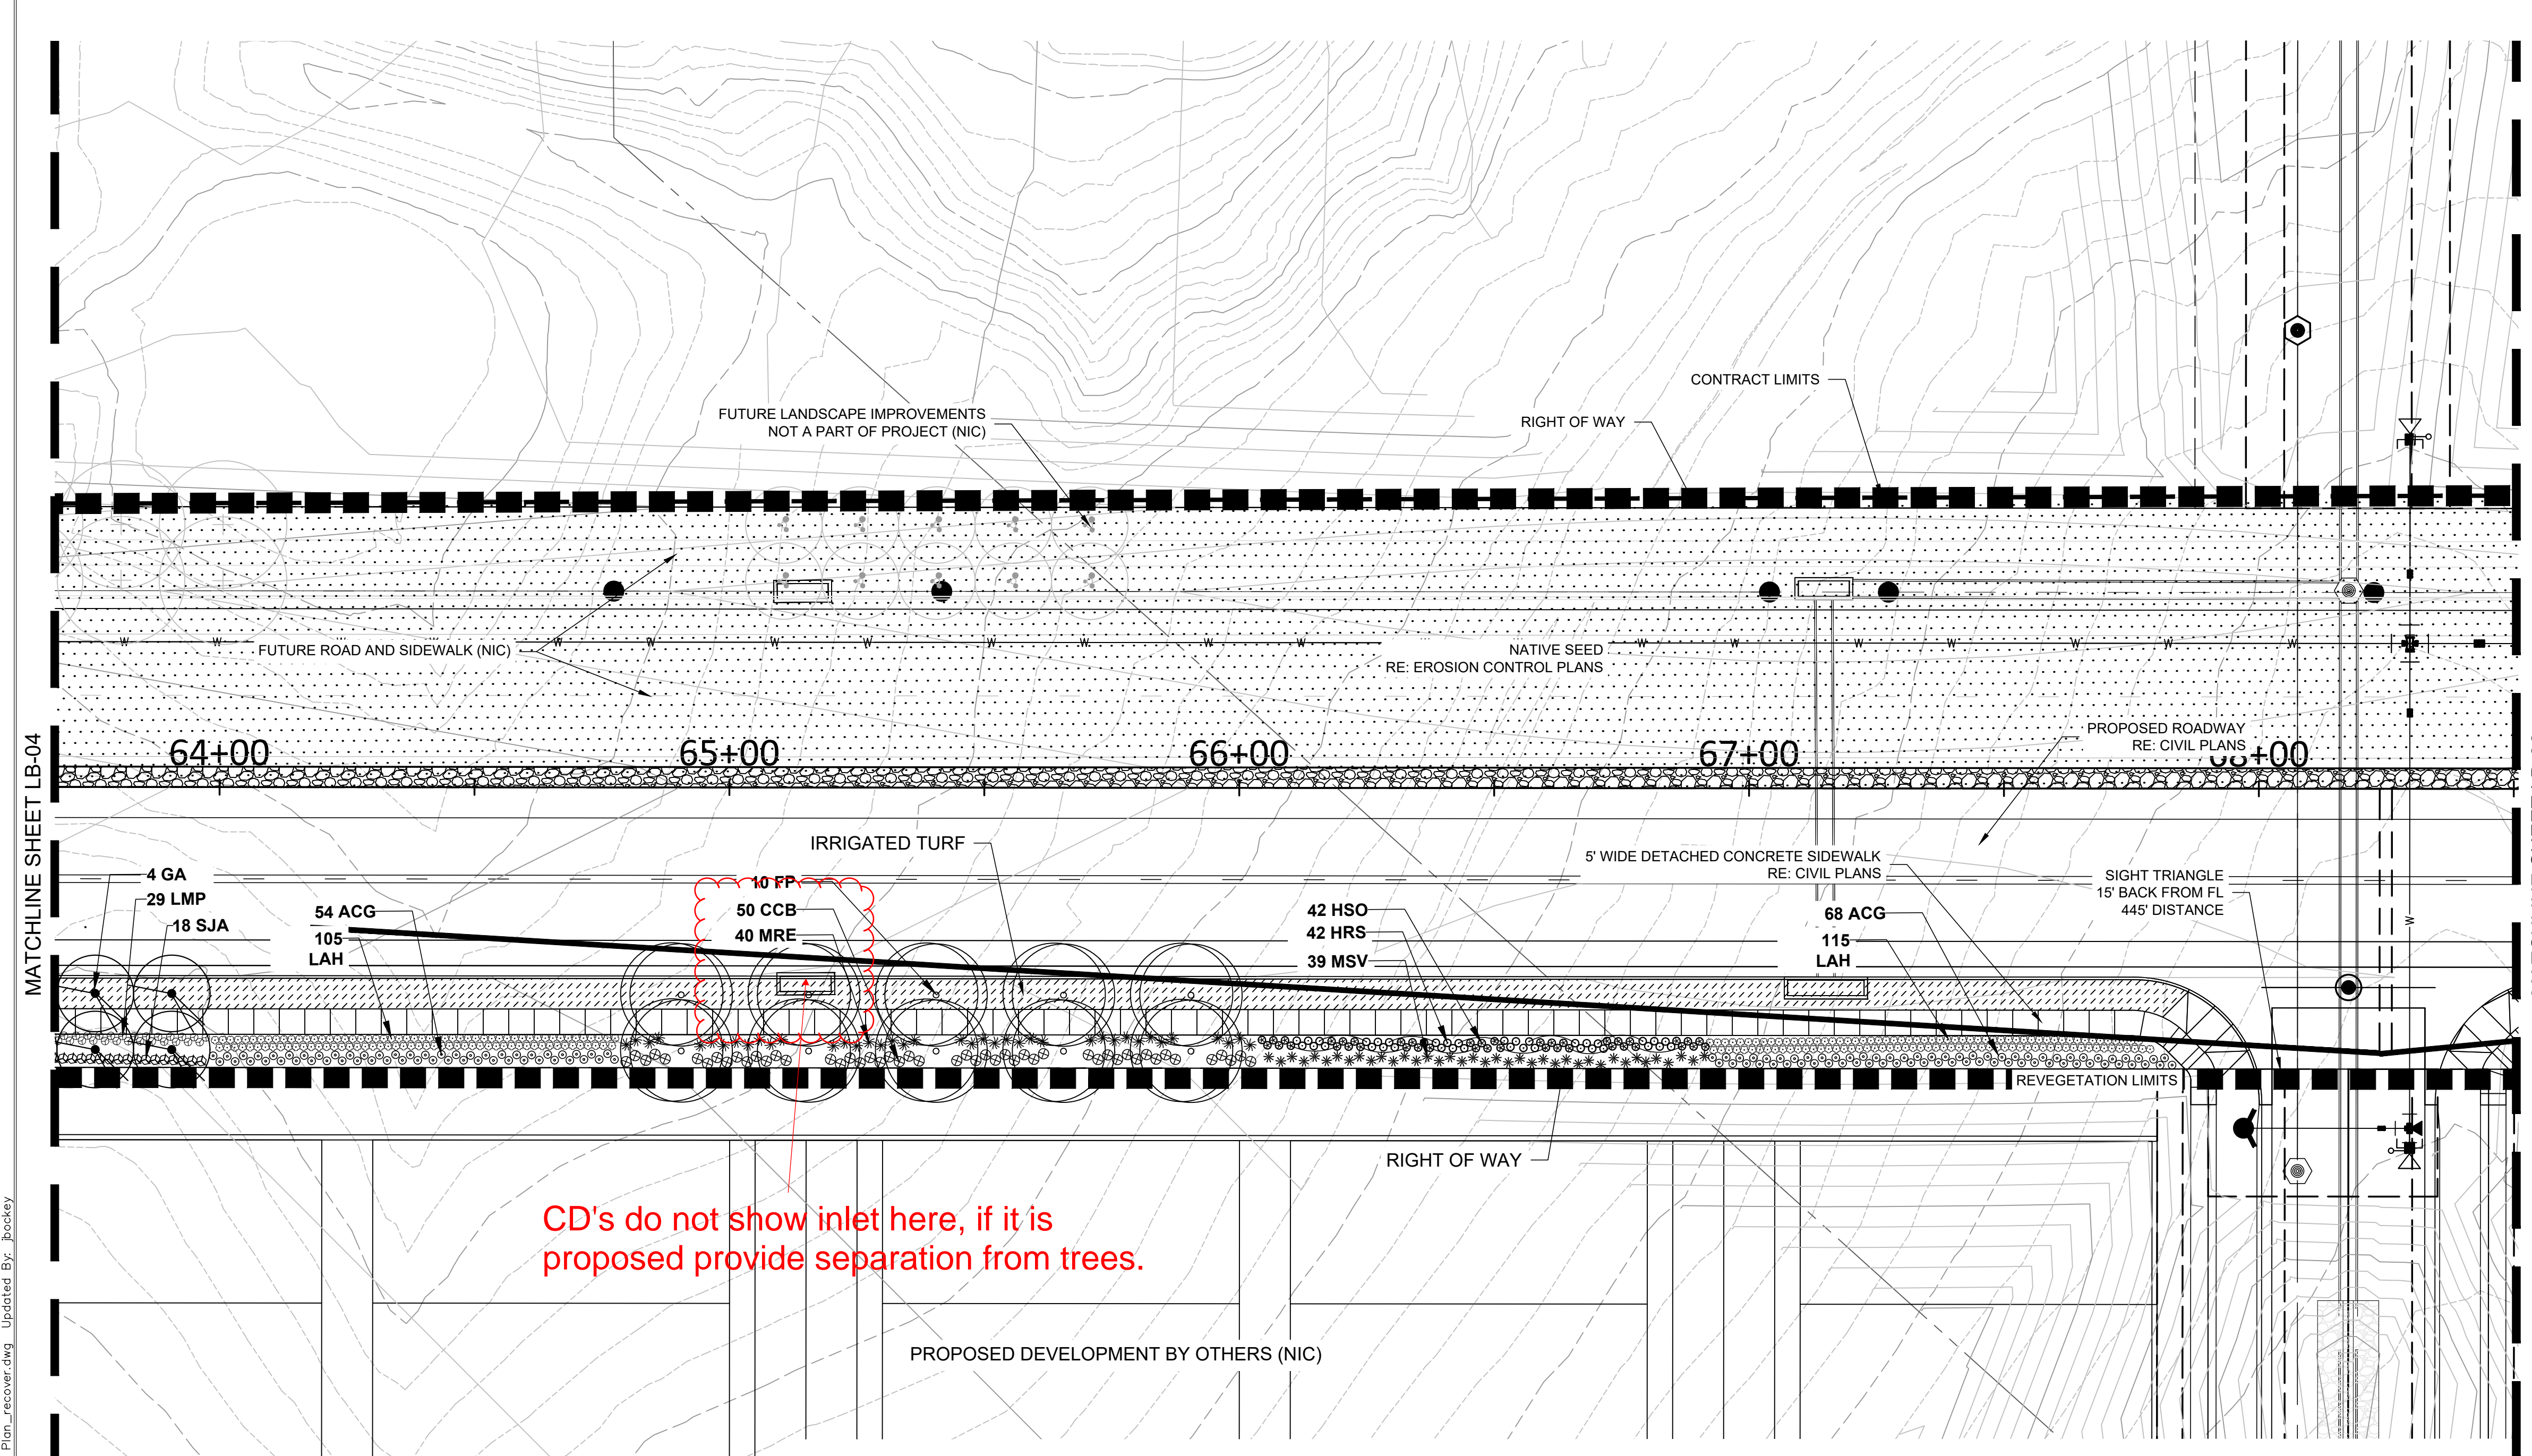 CONTRACT LIMITS
FUTURE LANDSCAPE IMPROVEMENTS
NOT A PART OF PROJECT (NIC)
RIGHT OF WAY
W W W W W W W W W W W W W W W W
FUTURE ROAD AND SIDEWALK (NIC)
NATIVE SEED
RE: EROSION CONTROL PLANS
PROPOSED ROADWAY
RE: CIVIL PLANS
64+00
65+00
66+00
67+00
68+00
MATCHLINE SHEET LB-04
IRRIGATED TURF
5' WIDE DETACHED CONCRETE SIDEWALK
RE: CIVIL PLANS
SIGHT TRIANGLE
15' BACK FROM FL
445' DISTANCE
W
4 GA
29 LMP
18 SJA
54 ACG
105
LAH
10 FP
50 CCB
40 MRE
42 HSO
42 HRS
39 MSV
68 ACG
115
LAH
REVEGETATION LIMITS
RIGHT OF WAY
CD's do not show inlet here, if it is
proposed provide separation from trees.
PROPOSED DEVELOPMENT BY OTHERS (NIC)
Plan_recover.dwg Updated By: jbockey